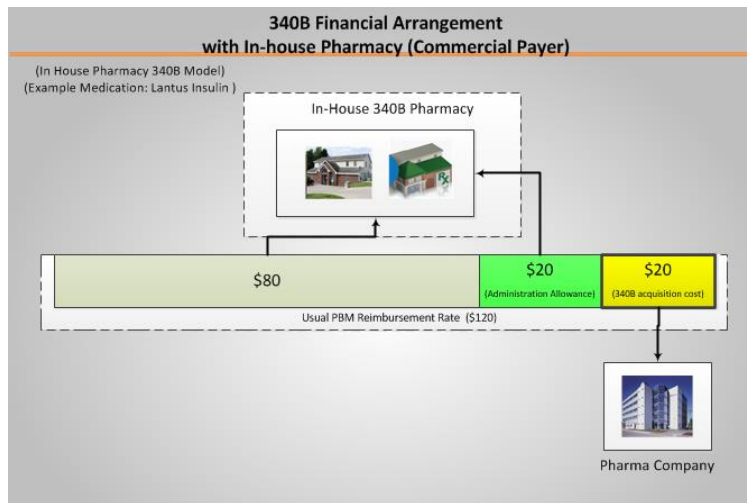 340B Financial Arrangement
with In-house Pharmacy (Commercial Payer)
(In House Pharmacy 340B Model)
(Example Medication: Lantus Insulin )
In-House 340B Pharmacy
RX
$80
$20
(Administration Allowance)
$20
(340B acquisition cost)
Usual PBM Reimbursement Rate ($120)
Pharma Company